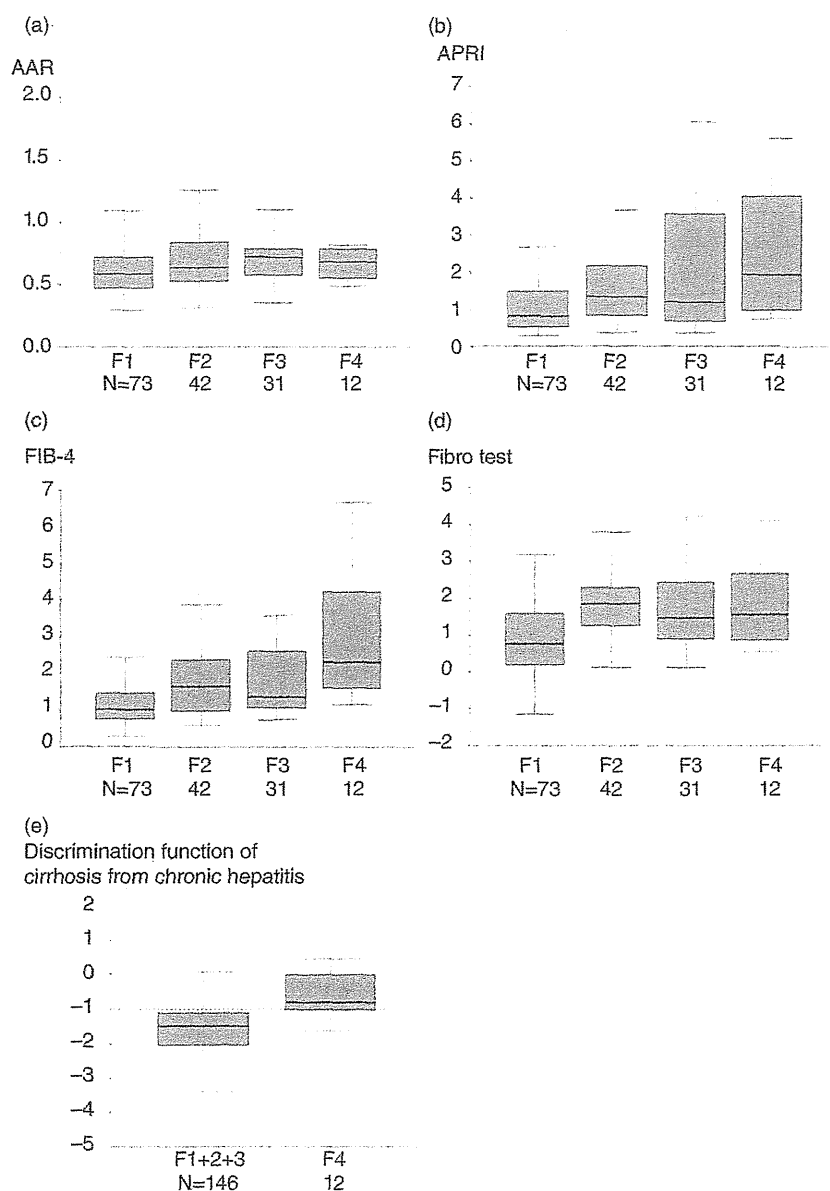 (a)
AAR
2.0
1.5
1.0
0.5
0.0
F1 F2 F3 F4
N=73 42 31 12
(b)
APRI
7
6
5
4
3
2
1
0
F1 F2 F3 F4
N=73 42 31 12
(c)
FIB-4
7
6
5
4
3
2
1
0
F1 F2 F3 F4
N=73 42 31 12
(d)
Fibro test
5
4
3
2
1
0
−1
−2
F1 F2 F3 F4
N=73 42 31 12
(e)
Discrimination function of
cirrhosis from chronic hepatitis
2
1
0
−1
−2
−3
−4
−5
F1+2+3 F4
N=146 12